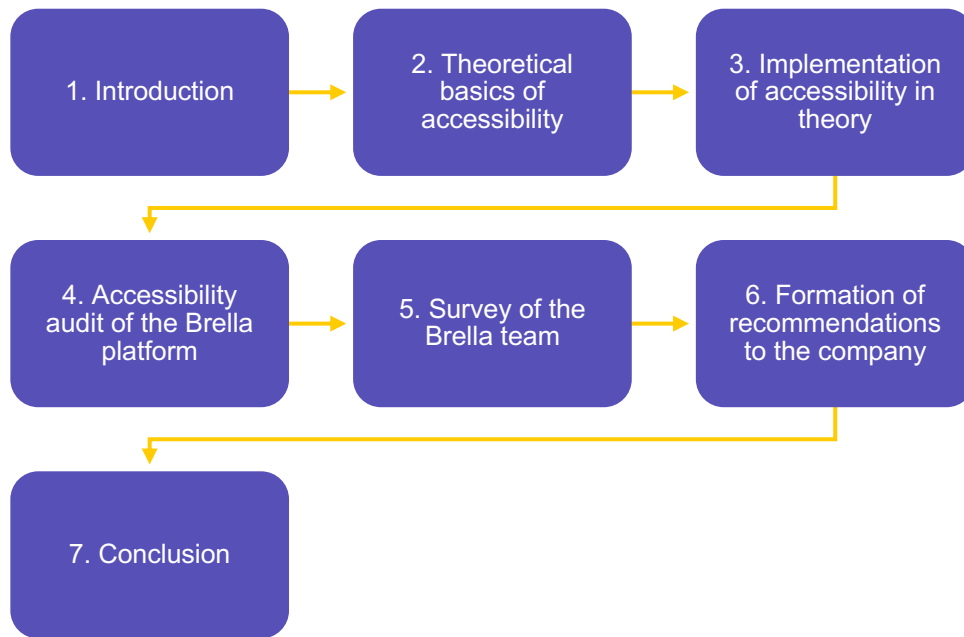 1. Introduction
2. Theoretical
basics of
accessibility
3. Implementation
of accessibility in
theory
4. Accessibility
audit of the Brella
platform
5. Survey of the
Brella team
6. Formation of
recommendations
to the company
7. Conclusion